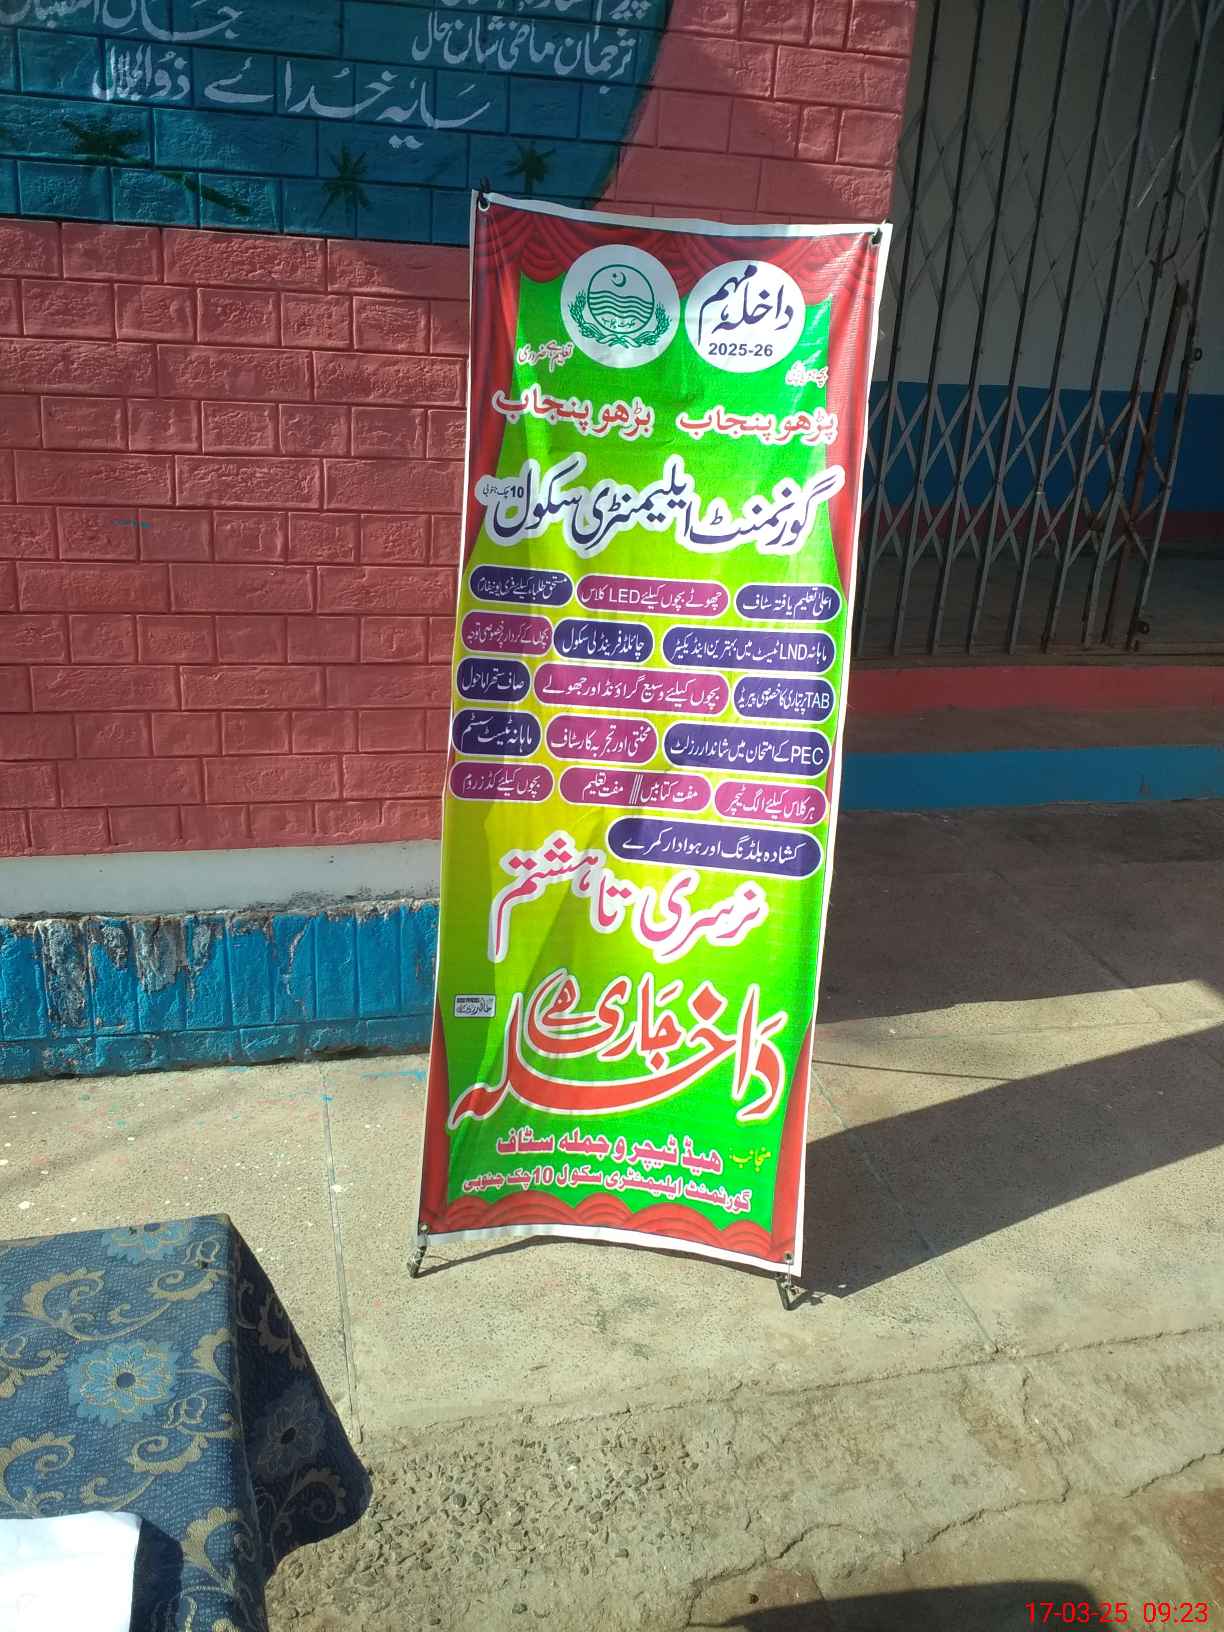 ترجمان ماضی شان حال
سایۂ خدائے ذوالجلال
داخلہ مہم
2025-26
تعلیم ہے ضروری
پڑھو پنجاب بڑھو پنجاب
گورنمنٹ ایلیمنٹری سکول 10 چک جنوبی
اعلیٰ تعلیم یافتہ سٹاف
چھوٹے بچوں کیلئے LED کلاس
مستحق طلباء کیلئے فری یونیفارم
ماہانہ LND ٹیسٹ میں بہترین اینڈیکیٹر
چائلڈ فرینڈلی سکول
بچوں کے کردار پر خصوصی توجہ
TAB پر تیاری کا خصوصی پیریڈ
بچوں کیلئے وسیع گراؤنڈ اور جھولے
صاف ستھرا ماحول
PEC کے امتحان میں شاندار رزلٹ
محنتی اور تجربہ کار سٹاف
ماہانہ ٹیسٹ سسٹم
ہر کلاس کیلئے الگ ٹیچر
مفت کتابیں /// مفت تعلیم
بچوں کیلئے کڈز روم
کشادہ بلڈنگ اور ہوادار کمرے
نرسری تا ہشتم
داخلہ جاری ہے
منجانب
ھیڈ ٹیچر و جملہ سٹاف
گورنمنٹ ایلیمنٹری سکول 10 چک جنوبی
17-03-25 09:23